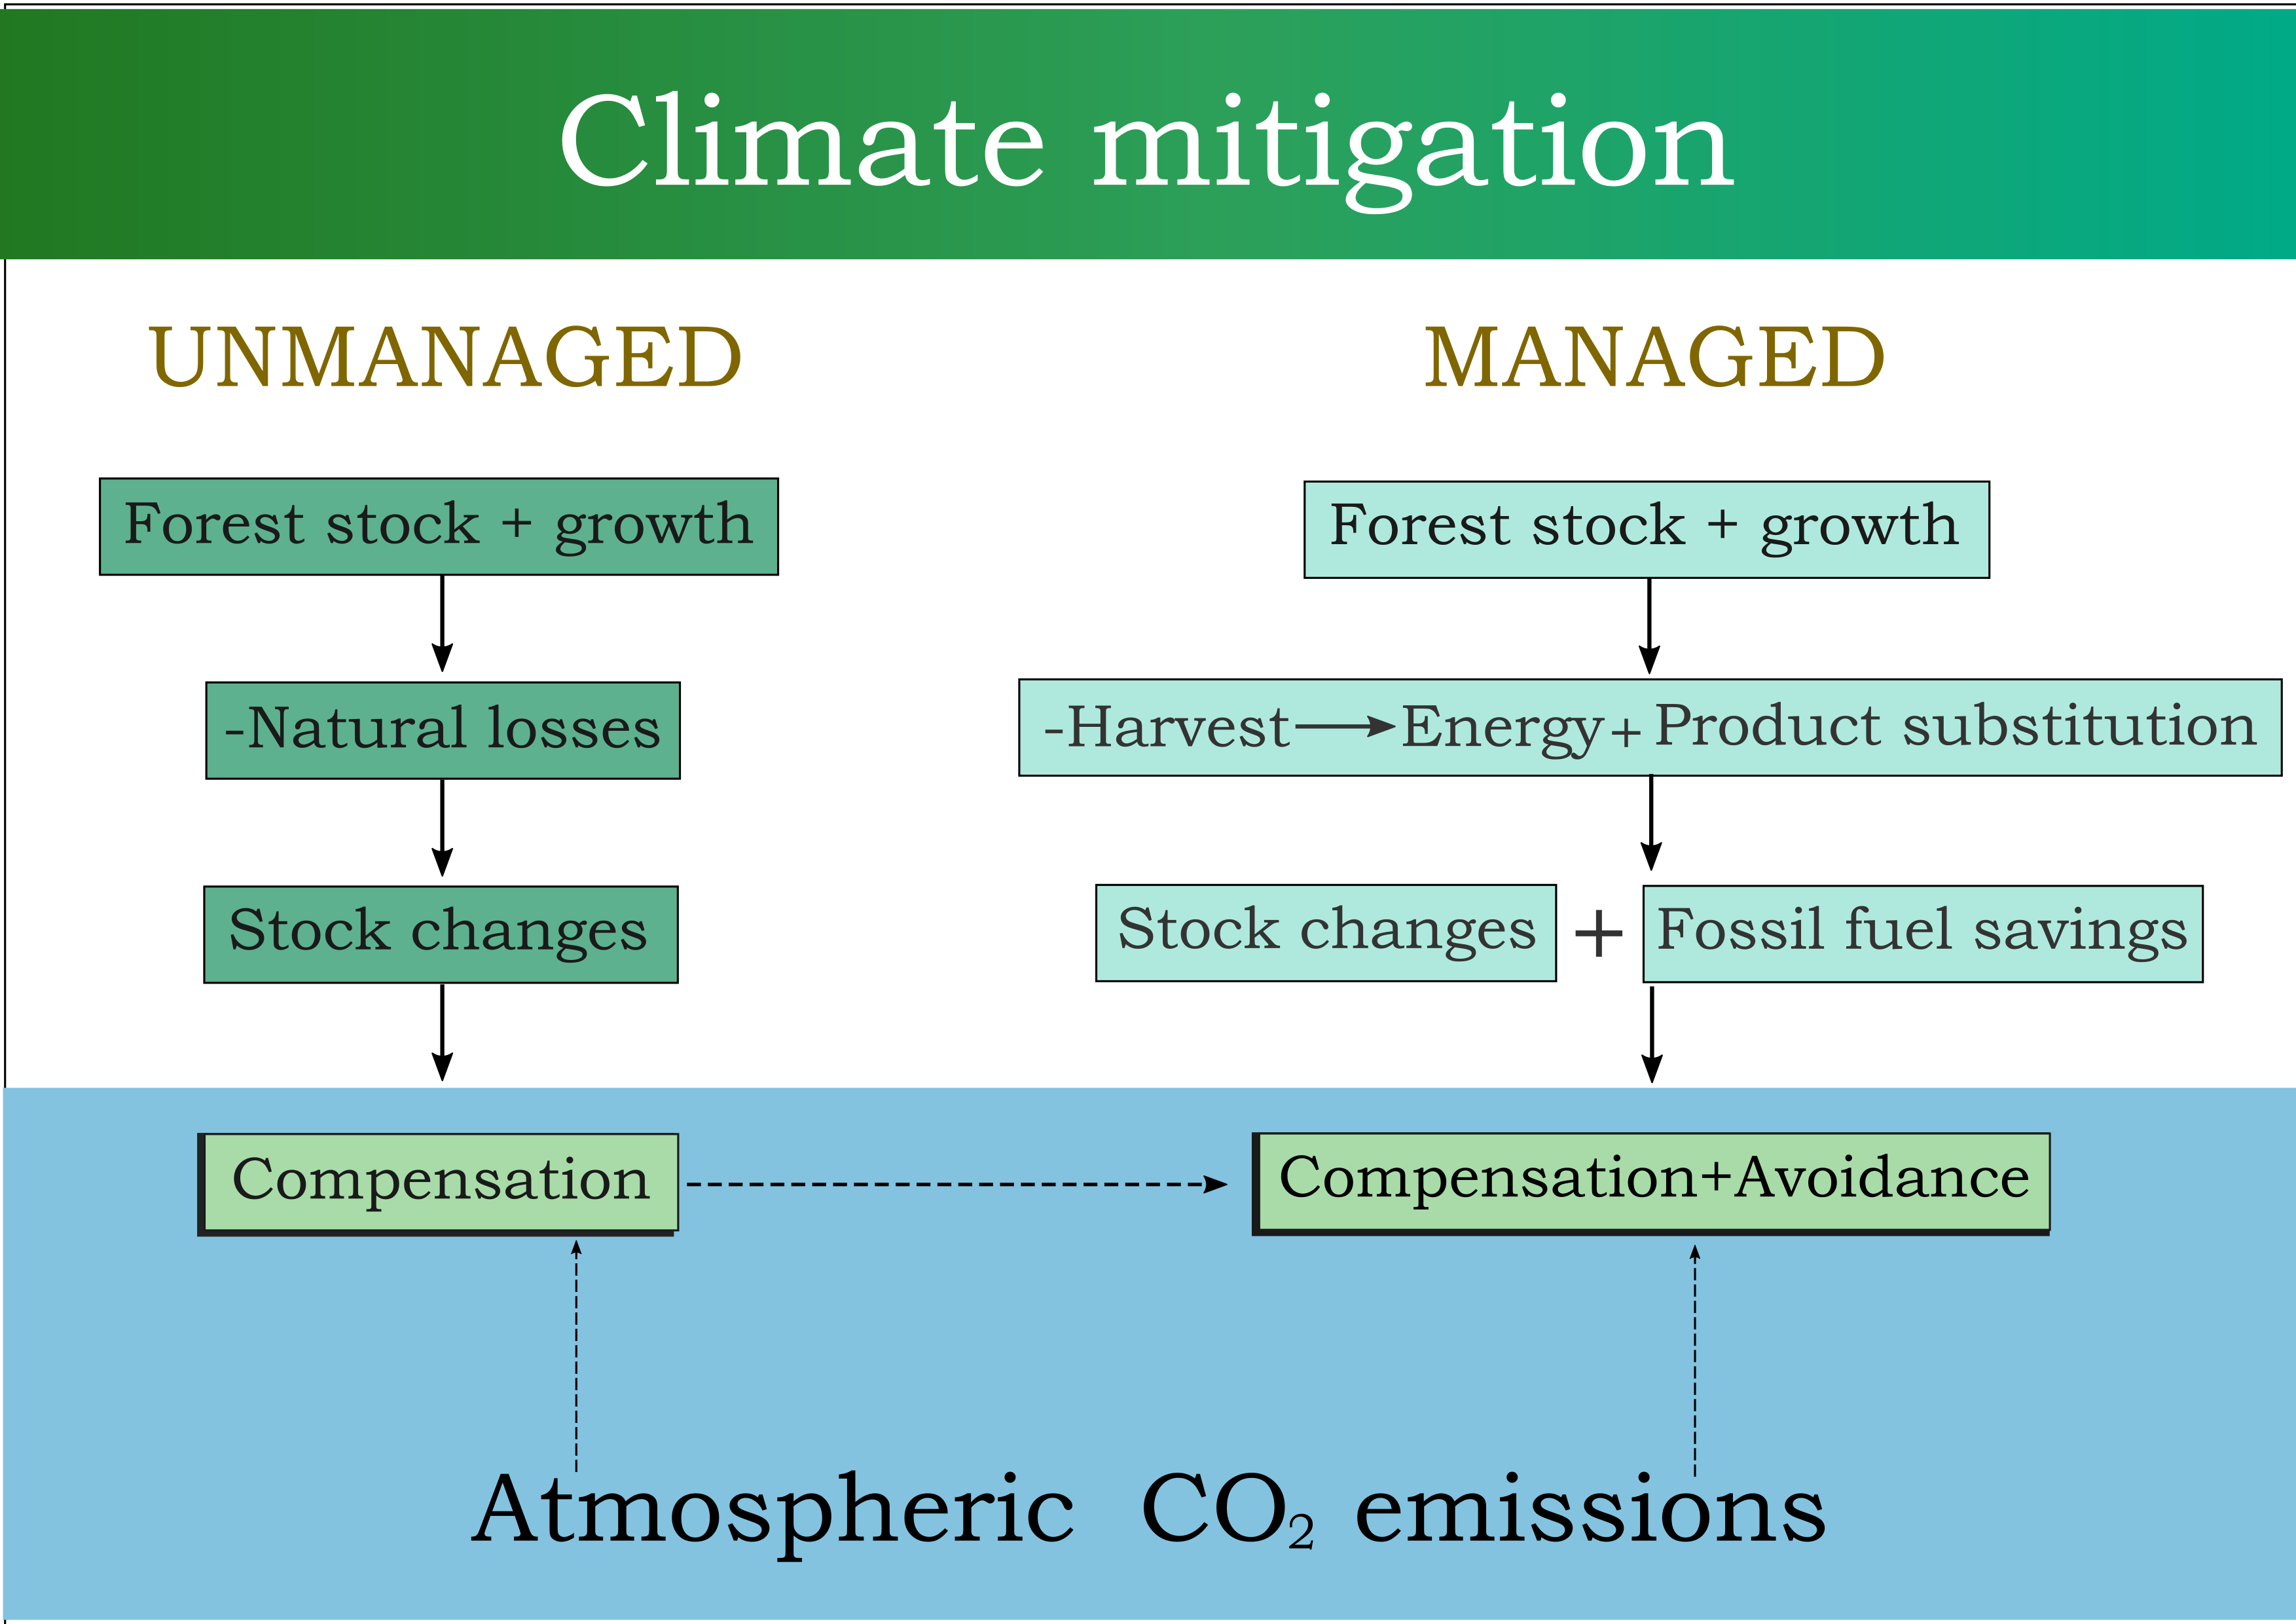 Climate mitigation
UNMANAGED
MANAGED
Forest stock + growth
Forest stock + growth
-Natural losses
-Harvest→Energy+Product substitution
Stock changes
Stock changes + Fossil fuel savings
Compensation
Compensation+Avoidance
Atmospheric CO₂ emissions